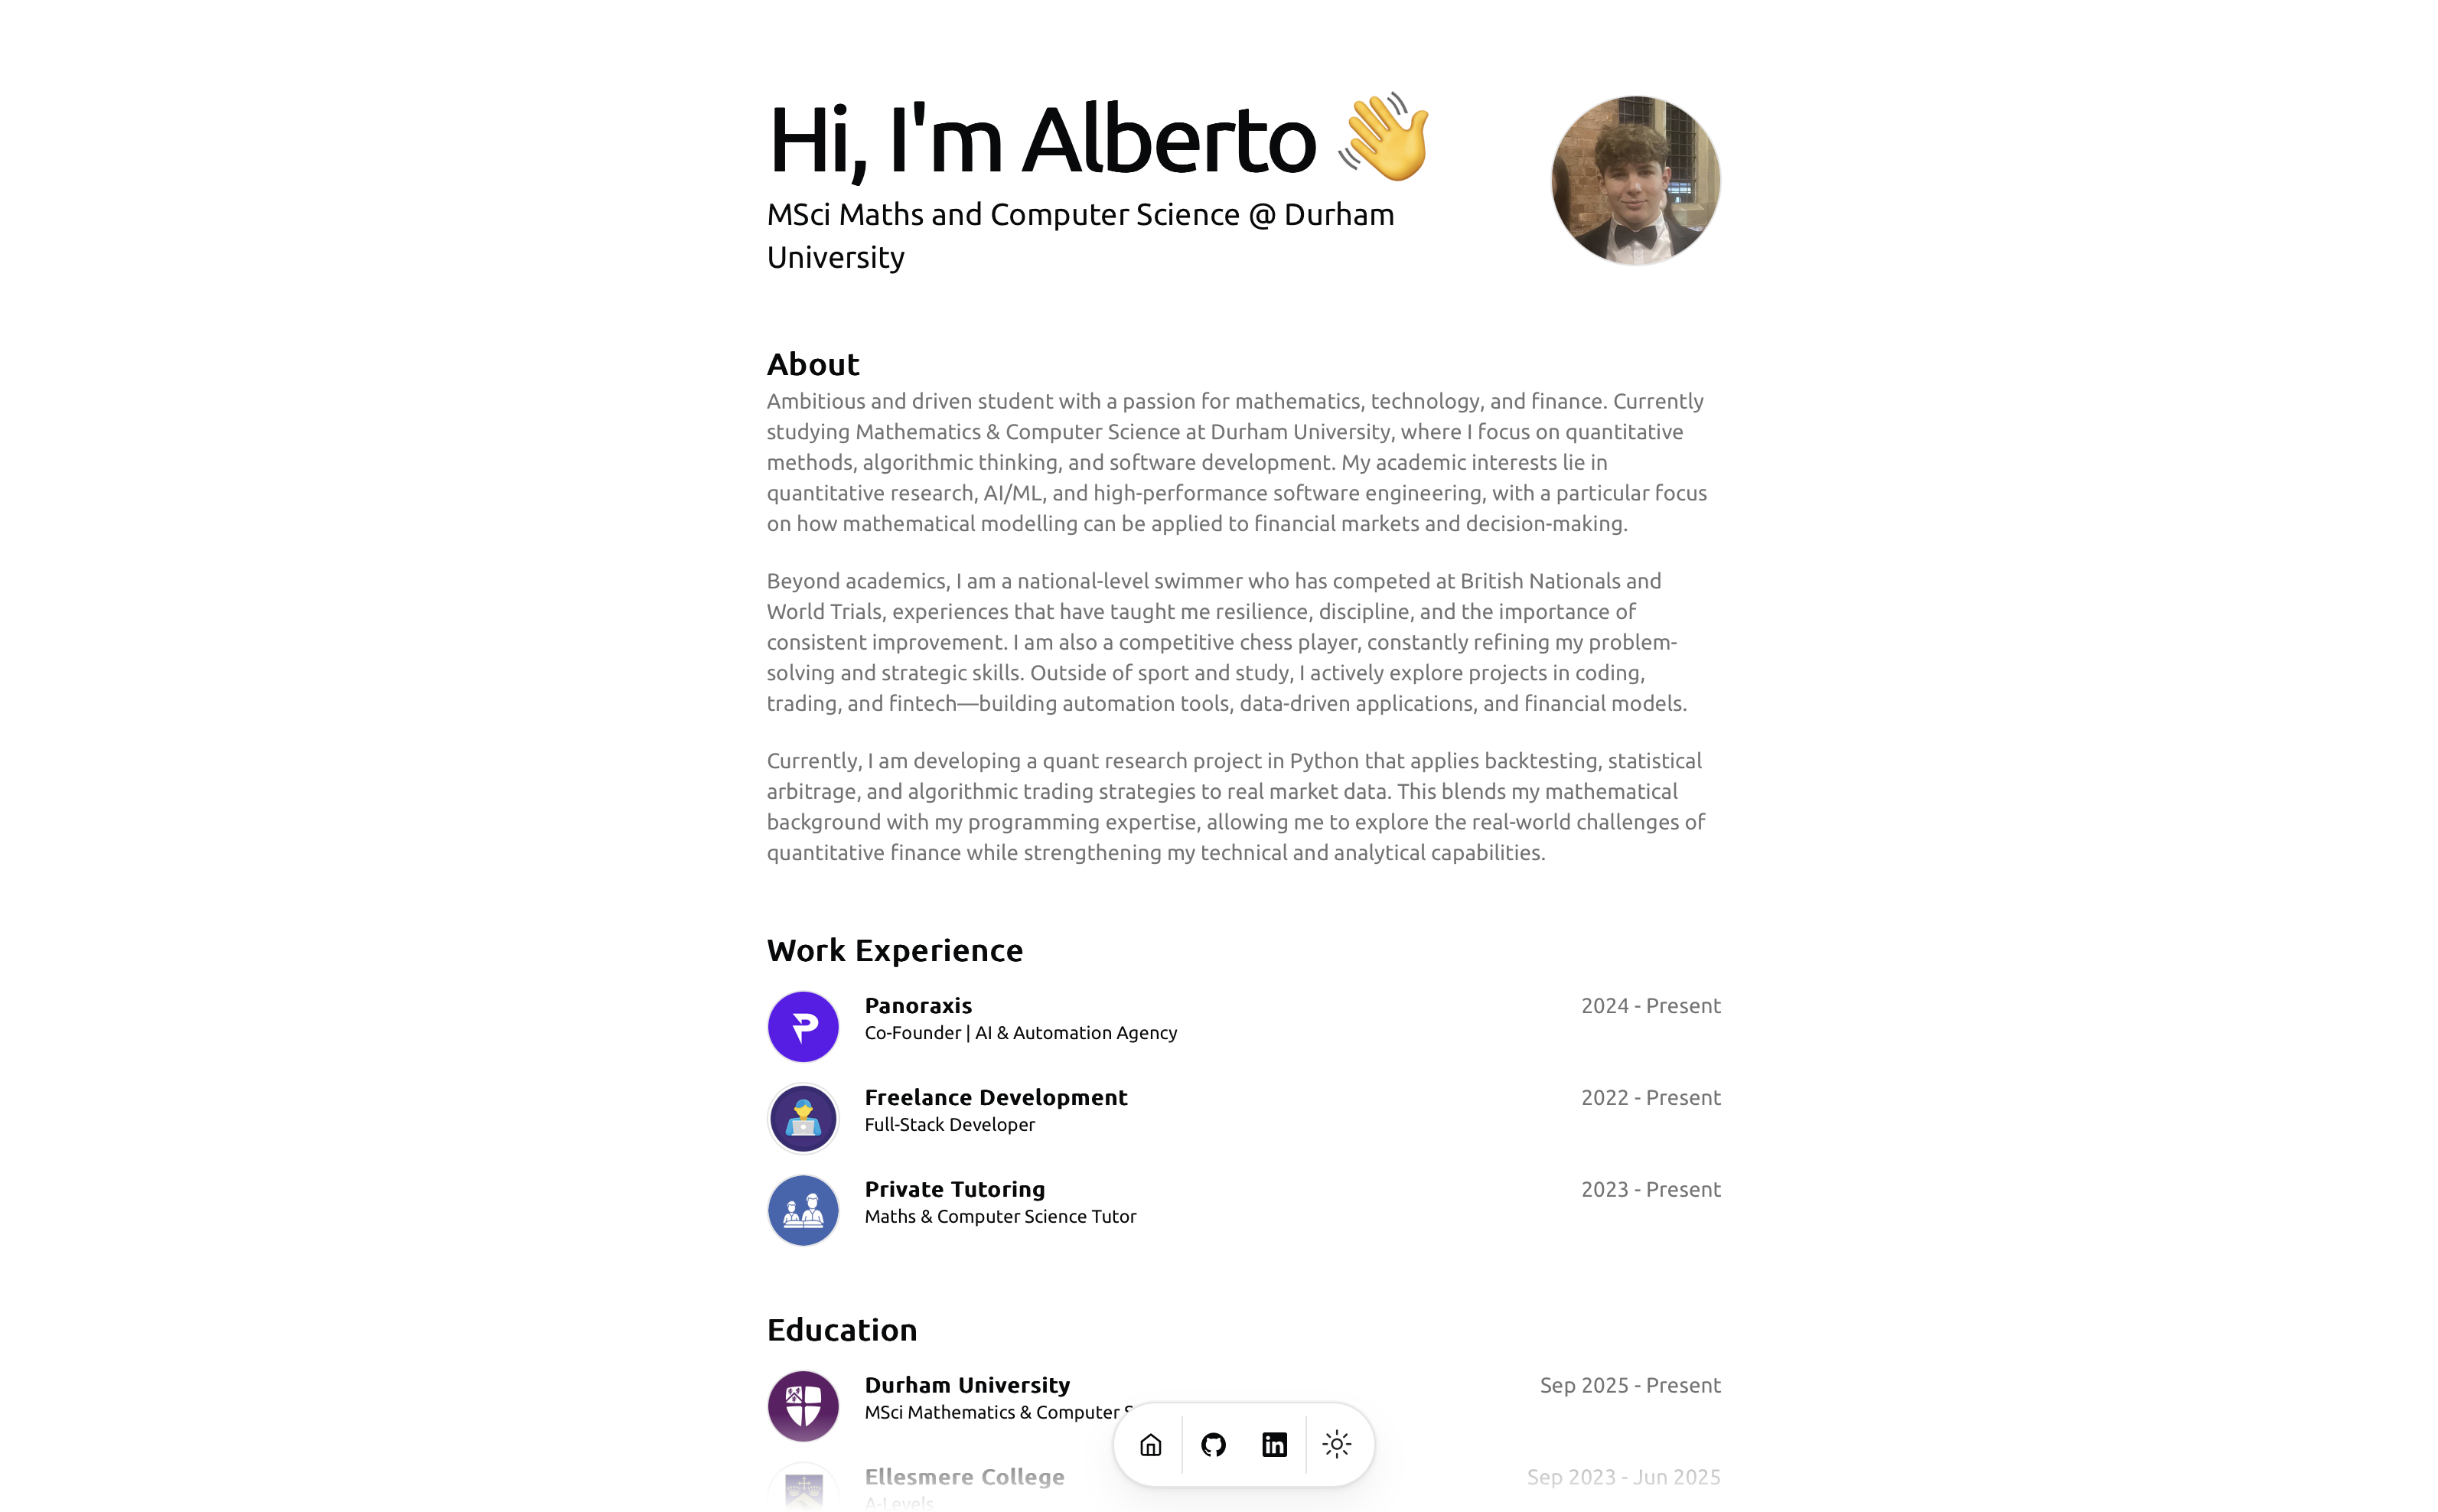 Hi, I'm Alberto 👋
MSci Maths and Computer Science @ Durham
University
About
Ambitious and driven student with a passion for mathematics, technology, and finance. Currently
studying Mathematics & Computer Science at Durham University, where I focus on quantitative
methods, algorithmic thinking, and software development. My academic interests lie in
quantitative research, AI/ML, and high-performance software engineering, with a particular focus
on how mathematical modelling can be applied to financial markets and decision-making.
Beyond academics, I am a national-level swimmer who has competed at British Nationals and
World Trials, experiences that have taught me resilience, discipline, and the importance of
consistent improvement. I am also a competitive chess player, constantly refining my problem-
solving and strategic skills. Outside of sport and study, I actively explore projects in coding,
trading, and fintech—building automation tools, data-driven applications, and financial models.
Currently, I am developing a quant research project in Python that applies backtesting, statistical
arbitrage, and algorithmic trading strategies to real market data. This blends my mathematical
background with my programming expertise, allowing me to explore the real-world challenges of
quantitative finance while strengthening my technical and analytical capabilities.
Work Experience
Panoraxis 2024 - Present
Co-Founder | AI & Automation Agency
Freelance Development 2022 - Present
Full-Stack Developer
Private Tutoring 2023 - Present
Maths & Computer Science Tutor
Education
Durham University Sep 2025 - Present
MSci Mathematics & Computer
Ellesmere College Sep 2023 - Jun 2025
A-Levels